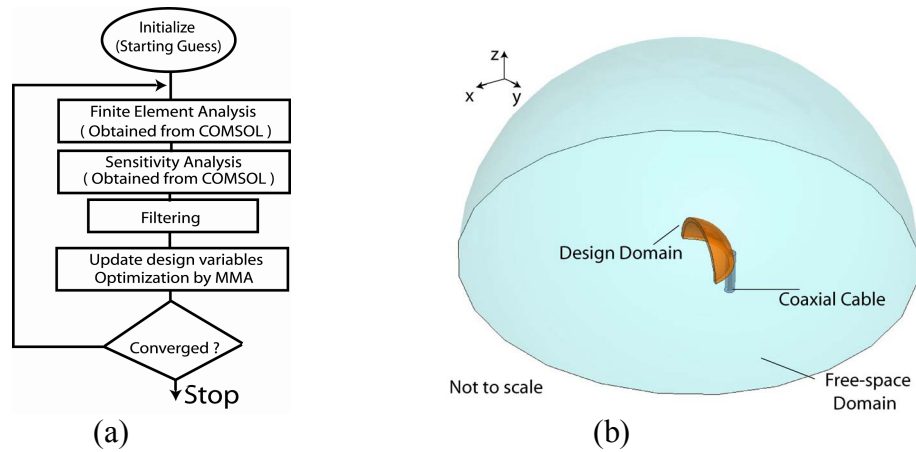 Initialize
(Starting Guess)
Finite Element Analysis
( Obtained from COMSOL )
Sensitivity Analysis
( Obtained from COMSOL)
Filtering
Update design variables
Optimization by MMA
Converged ?
Stop
(a)
z
x
y
Design Domain
Coaxial Cable
Free-space
Domain
Not to scale
(b)